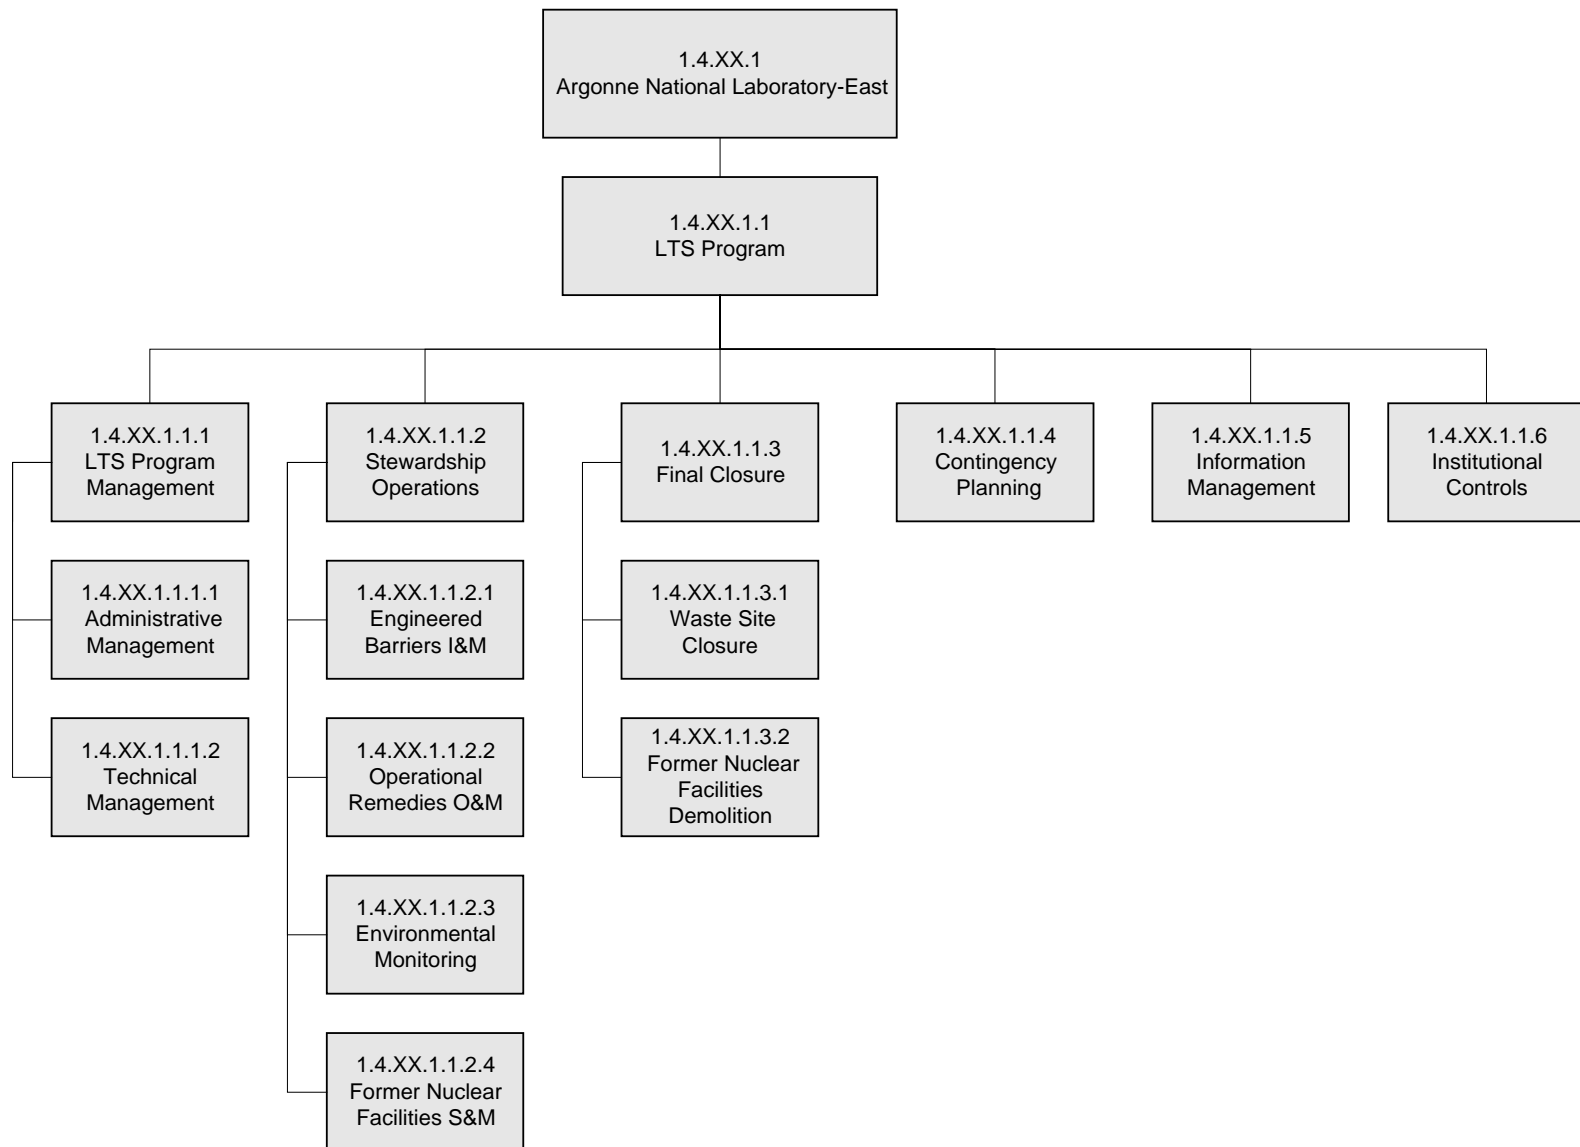 1.4.XX.1
Argonne National Laboratory-East
1.4.XX.1.1
LTS Program
1.4.XX.1.1.1
LTS Program
Management
1.4.XX.1.1.2
Stewardship
Operations
1.4.XX.1.1.3
Final Closure
1.4.XX.1.1.4
Contingency
Planning
1.4.XX.1.1.5
Information
Management
1.4.XX.1.1.6
Institutional
Controls
1.4.XX.1.1.1.1
Administrative
Management
1.4.XX.1.1.2.1
Engineered
Barriers I&M
1.4.XX.1.1.3.1
Waste Site
Closure
1.4.XX.1.1.1.2
Technical
Management
1.4.XX.1.1.2.2
Operational
Remedies O&M
1.4.XX.1.1.3.2
Former Nuclear
Facilities
Demolition
1.4.XX.1.1.2.3
Environmental
Monitoring
1.4.XX.1.1.2.4
Former Nuclear
Facilities S&M